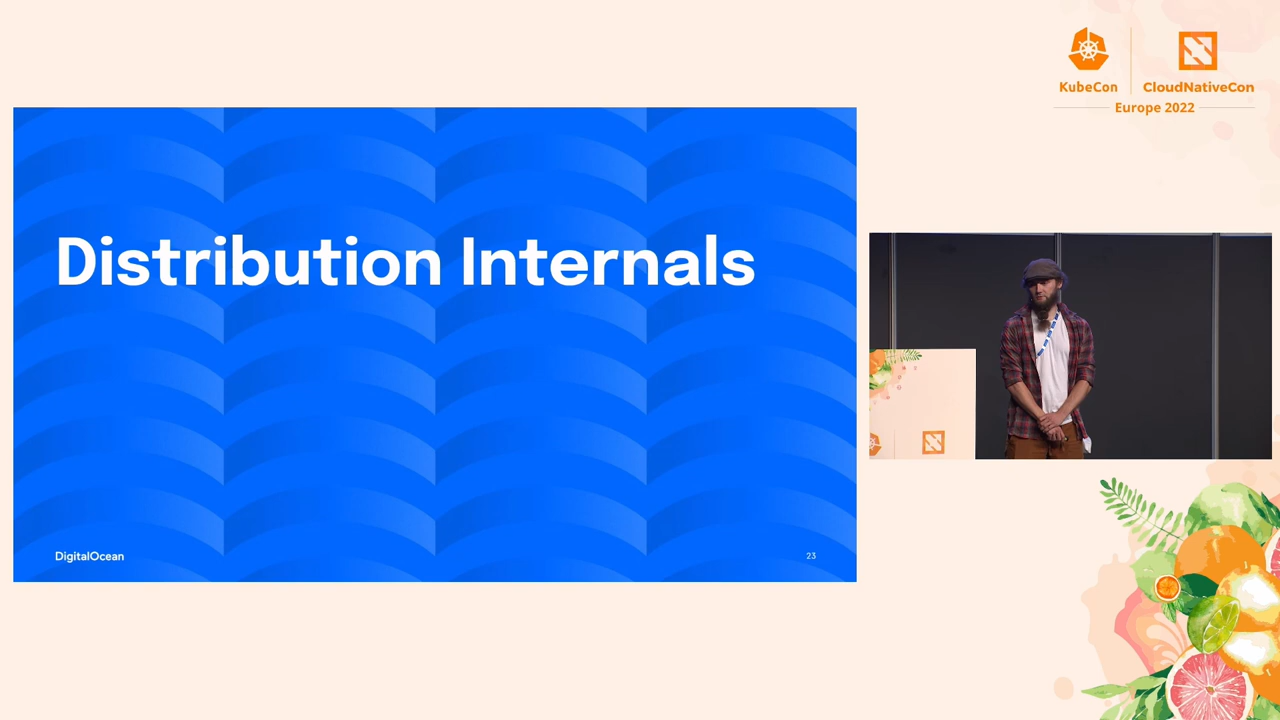 KubeCon
CloudNativeCon
Europe 2022
Distribution Internals
DigitalOcean
23